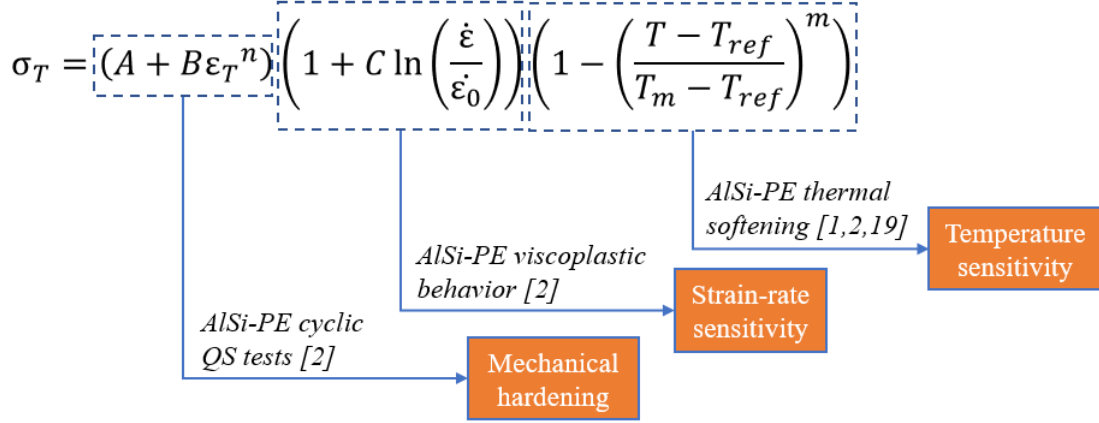 σ_T = (A + Bε_T^n) (1 + C ln(ε̇/ε̇_0)) (1 − ((T − T_ref)/(T_m − T_ref))^m)
AlSi-PE thermal
softening [1,2,19]
Temperature
sensitivity
AlSi-PE viscoplastic
behavior [2]
Strain-rate
sensitivity
AlSi-PE cyclic
QS tests [2]
Mechanical
hardening